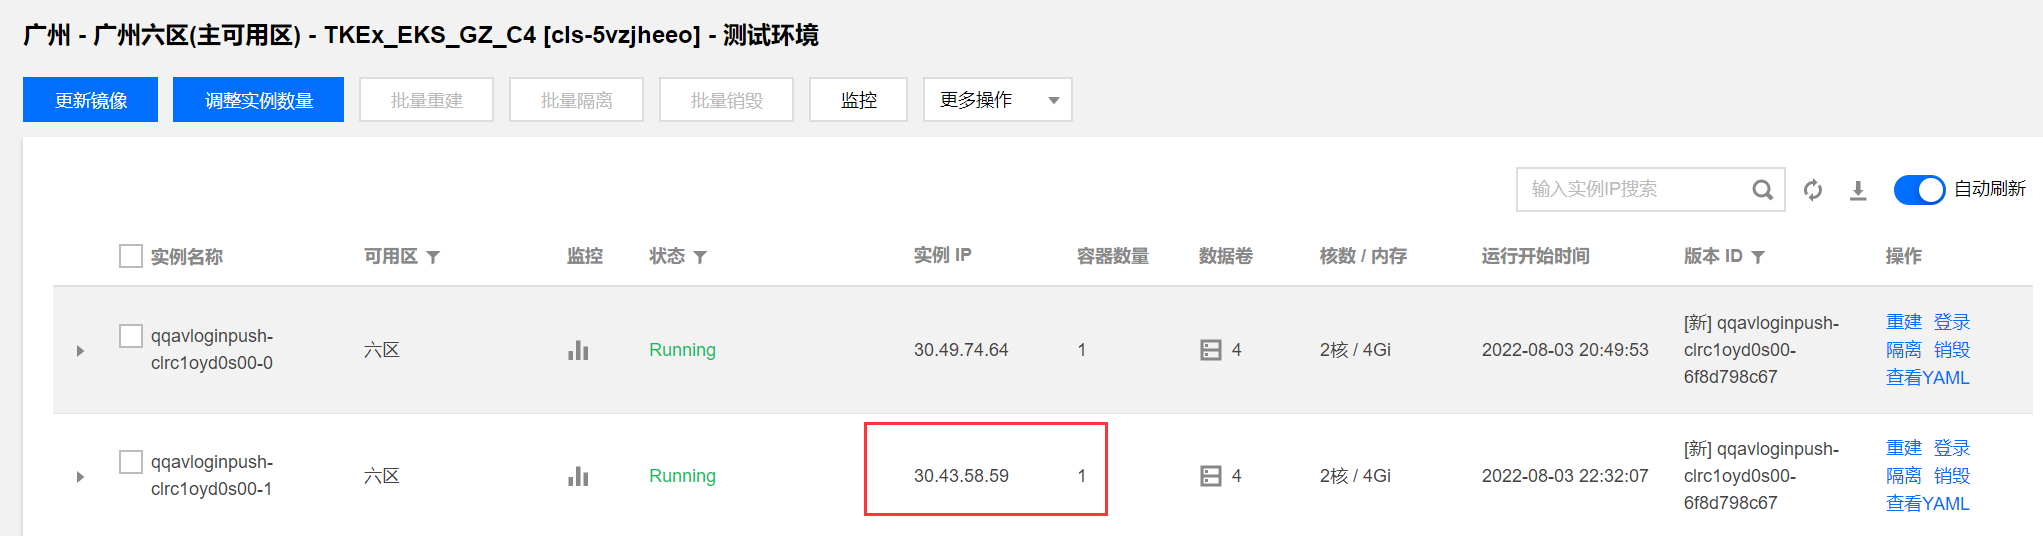 广州 - 广州六区(主可用区) - TKEx_EKS_GZ_C4 [cls-5vzjheeo] - 测试环境
更新镜像 调整实例数量 批量重建 批量隔离 批量销毁 监控 更多操作
输入实例IP搜索 自动刷新
实例名称 可用区 监控 状态 实例 IP 容器数量 数据卷 核数 / 内存 运行开始时间 版本 ID 操作
qqavloginpush-
clrc1oyd0s00-0
六区 Running 30.49.74.64 1 4 2核 / 4Gi 2022-08-03 20:49:53
[新] qqavloginpush-
clrc1oyd0s00-
6f8d798c67
重建 登录
隔离 销毁
查看YAML
qqavloginpush-
clrc1oyd0s00-1
六区 Running 30.43.58.59 1 4 2核 / 4Gi 2022-08-03 22:32:07
[新] qqavloginpush-
clrc1oyd0s00-
6f8d798c67
重建 登录
隔离 销毁
查看YAML